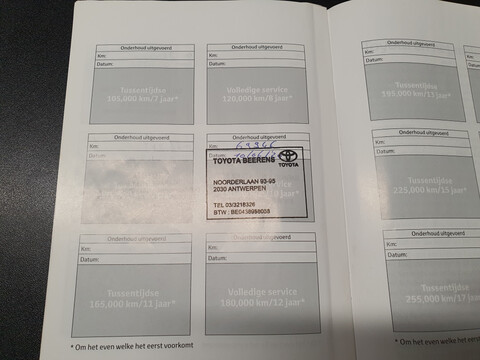 Onderhoud uitgevoerd
Km:
Datum:
Tussentijdse
105,000 km/7 jaar*
Onderhoud uitgevoerd
Km:
Datum:
Volledige service
120,000 km/8 jaar*
Onderhoud uitgevoerd
Km:
Datum:
Onderhoud uitgevoerd
Km:
Datum:
TOYOTA BEERENS
TOYOTA
NOORDERLAAN 93-95
2030 ANTWERPEN
TEL 03/3218326
Onderhoud uitgevoerd
Km:
Datum:
Tussentijdse
165,000 km/11 jaar*
Onderhoud uitgevoerd
Km:
Datum:
Volledige service
180,000 km/12 jaar*
* Om het even welke het eerst voorkomt
Onderhoud uitgevoerd
Km:
Datum:
Tussentijdse
195,000 km/13 jaar*
Onderhoud uitgevoerd
Km:
Datum:
Tussentijdse
225,000 km/15 jaar*
Onderhoud uitgevoerd
Km:
Datum:
Tussentijdse
255,000 km/17 jaar*
* Om het even welke het eerst